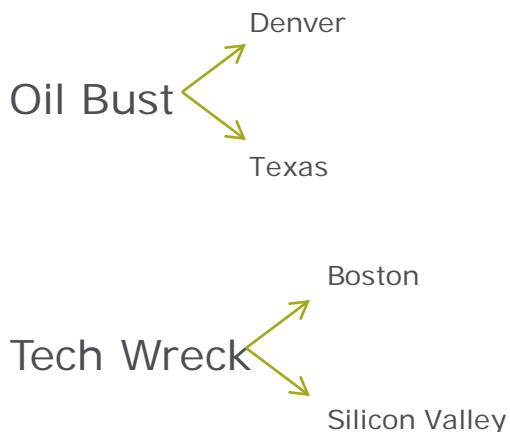 Denver
Oil Bust
Texas
Boston
Tech Wreck
Silicon Valley